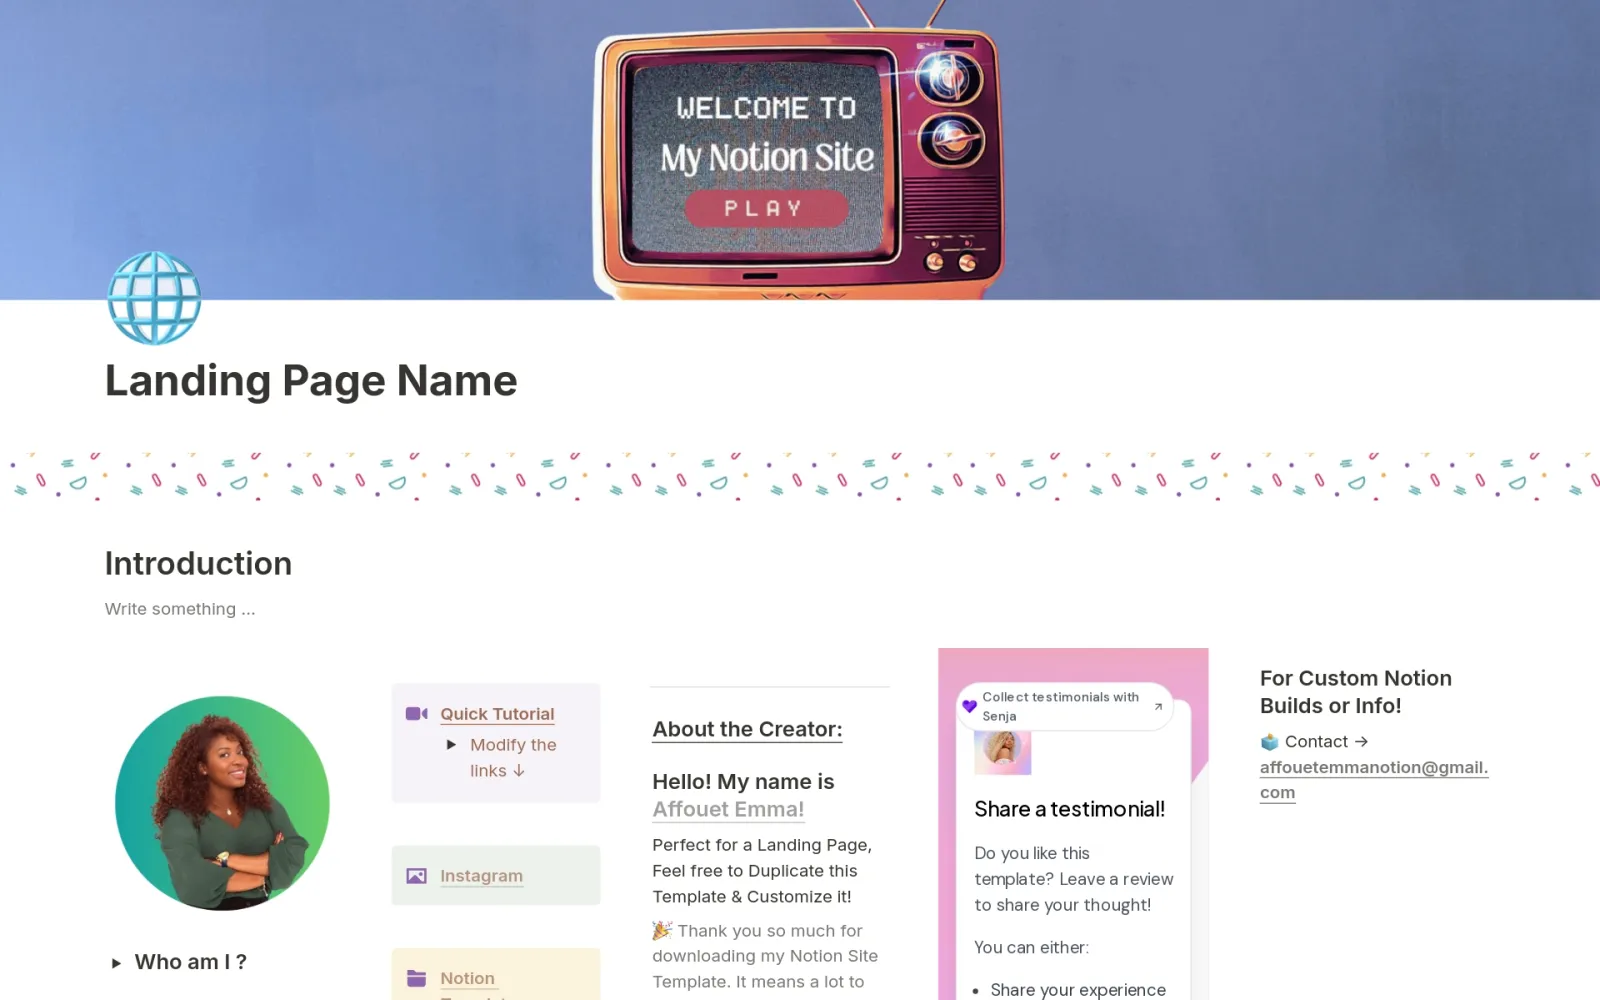 WELCOME TO
My Notion Site
PLAY
Landing Page Name
Introduction
Write something ...
Who am I ?
Quick Tutorial
Modify the
links ↓
Instagram
Notion
About the Creator:
Hello! My name is
Affouet Emma!
Perfect for a Landing Page,
Feel free to Duplicate this
Template & Customize it!
🎉 Thank you so much for
downloading my Notion Site
Template. It means a lot to
Collect testimonials with
Senja
Share a testimonial!
Do you like this
template? Leave a review
to share your thought!
You can either:
• Share your experience
For Custom Notion
Builds or Info!
Contact →
affouetemmanotion@gmail.
com